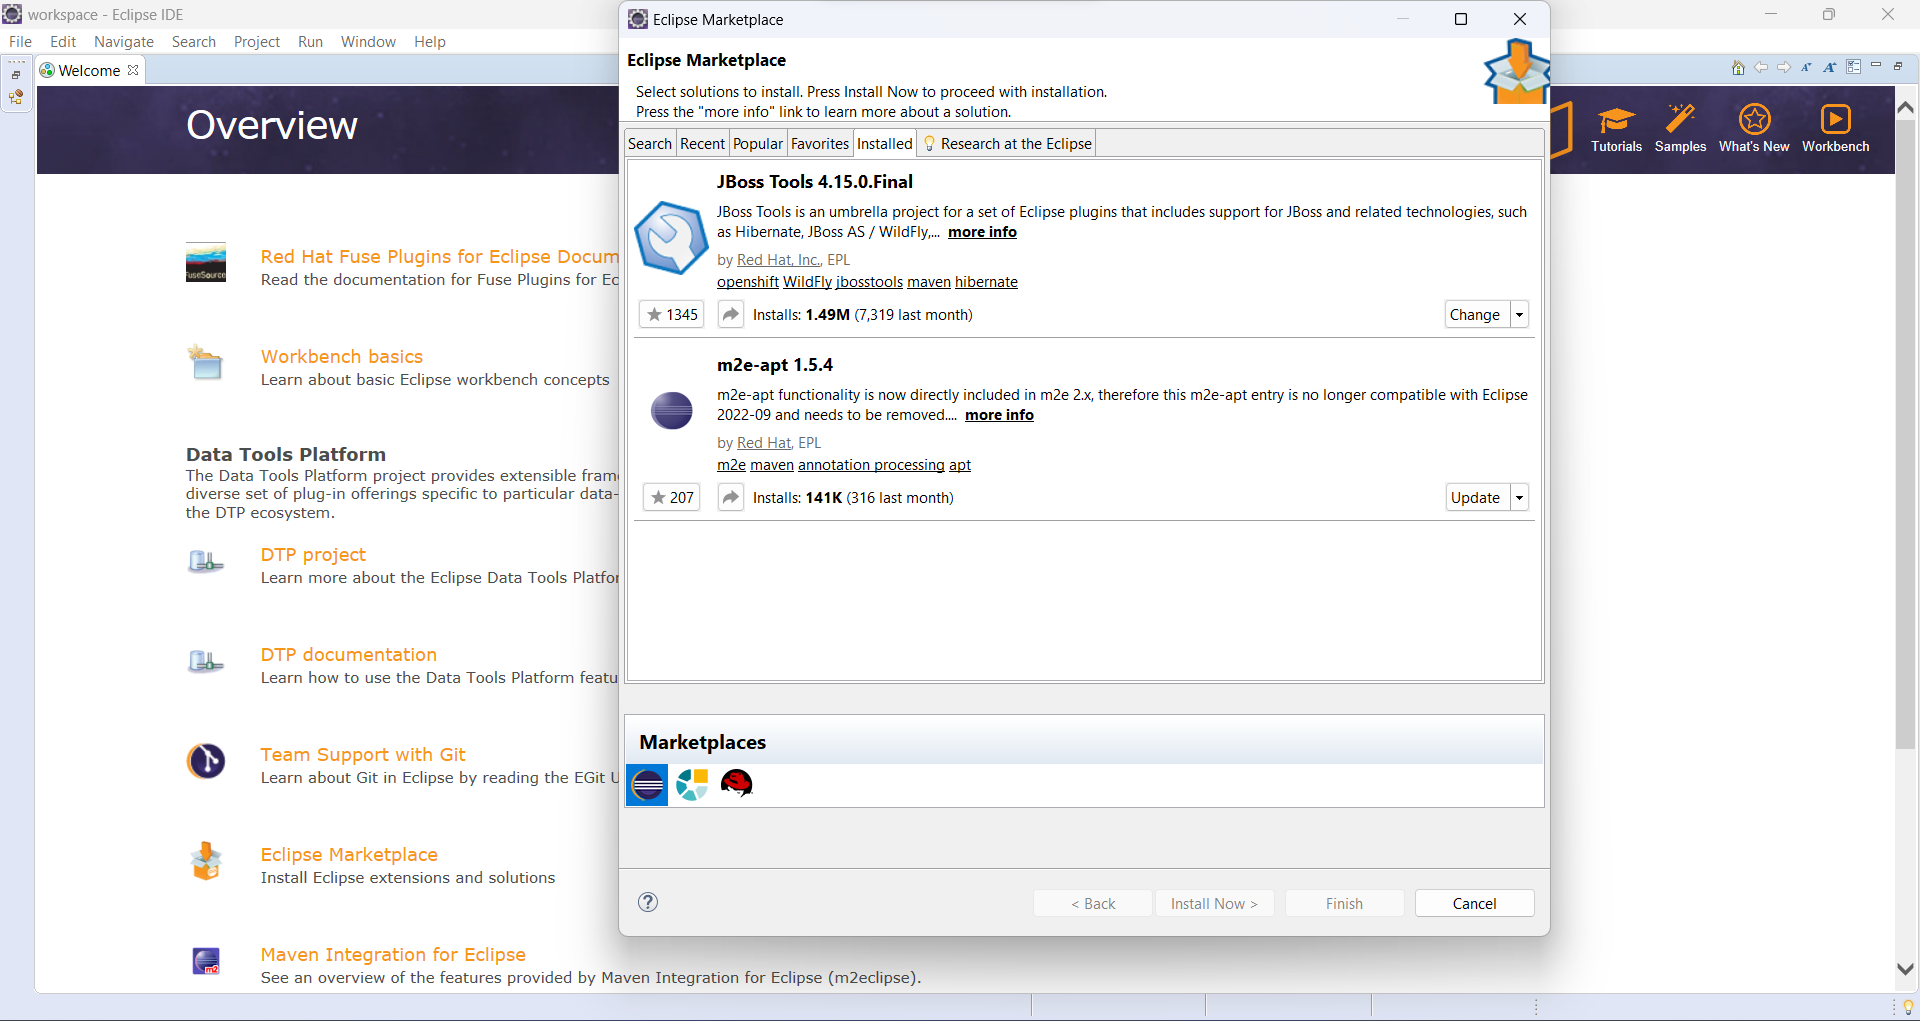 workspace - Eclipse IDE
File Edit Navigate Search Project Run Window Help
Welcome
Overview
Tutorials Samples What's New Workbench
FuseSource
Red Hat Fuse Plugins for Eclipse Docum
Read the documentation for Fuse Plugins for Ec
Workbench basics
Learn about basic Eclipse workbench concepts
Data Tools Platform
The Data Tools Platform project provides extensible frame
diverse set of plug-in offerings specific to particular data-
the DTP ecosystem.
DTP project
Learn more about the Eclipse Data Tools Platfor
DTP documentation
Learn how to use the Data Tools Platform featu
Team Support with Git
Learn about Git in Eclipse by reading the EGit U
Eclipse Marketplace
Install Eclipse extensions and solutions
m2
Maven Integration for Eclipse
See an overview of the features provided by Maven Integration for Eclipse (m2eclipse).
Eclipse Marketplace
Eclipse Marketplace
Select solutions to install. Press Install Now to proceed with installation.
Press the "more info" link to learn more about a solution.
Search Recent Popular Favorites Installed Research at the Eclipse
JBoss Tools 4.15.0.Final
JBoss Tools is an umbrella project for a set of Eclipse plugins that includes support for JBoss and related technologies, such
as Hibernate, JBoss AS / WildFly,... more info
by Red Hat, Inc., EPL
openshift WildFly jbosstools maven hibernate
1345 Installs: 1.49M (7,319 last month) Change
m2e-apt 1.5.4
m2e-apt functionality is now directly included in m2e 2.x, therefore this m2e-apt entry is no longer compatible with Eclipse
2022-09 and needs to be removed.... more info
by Red Hat, EPL
m2e maven annotation processing apt
207 Installs: 141K (316 last month) Update
Marketplaces
? < Back Install Now > Finish Cancel